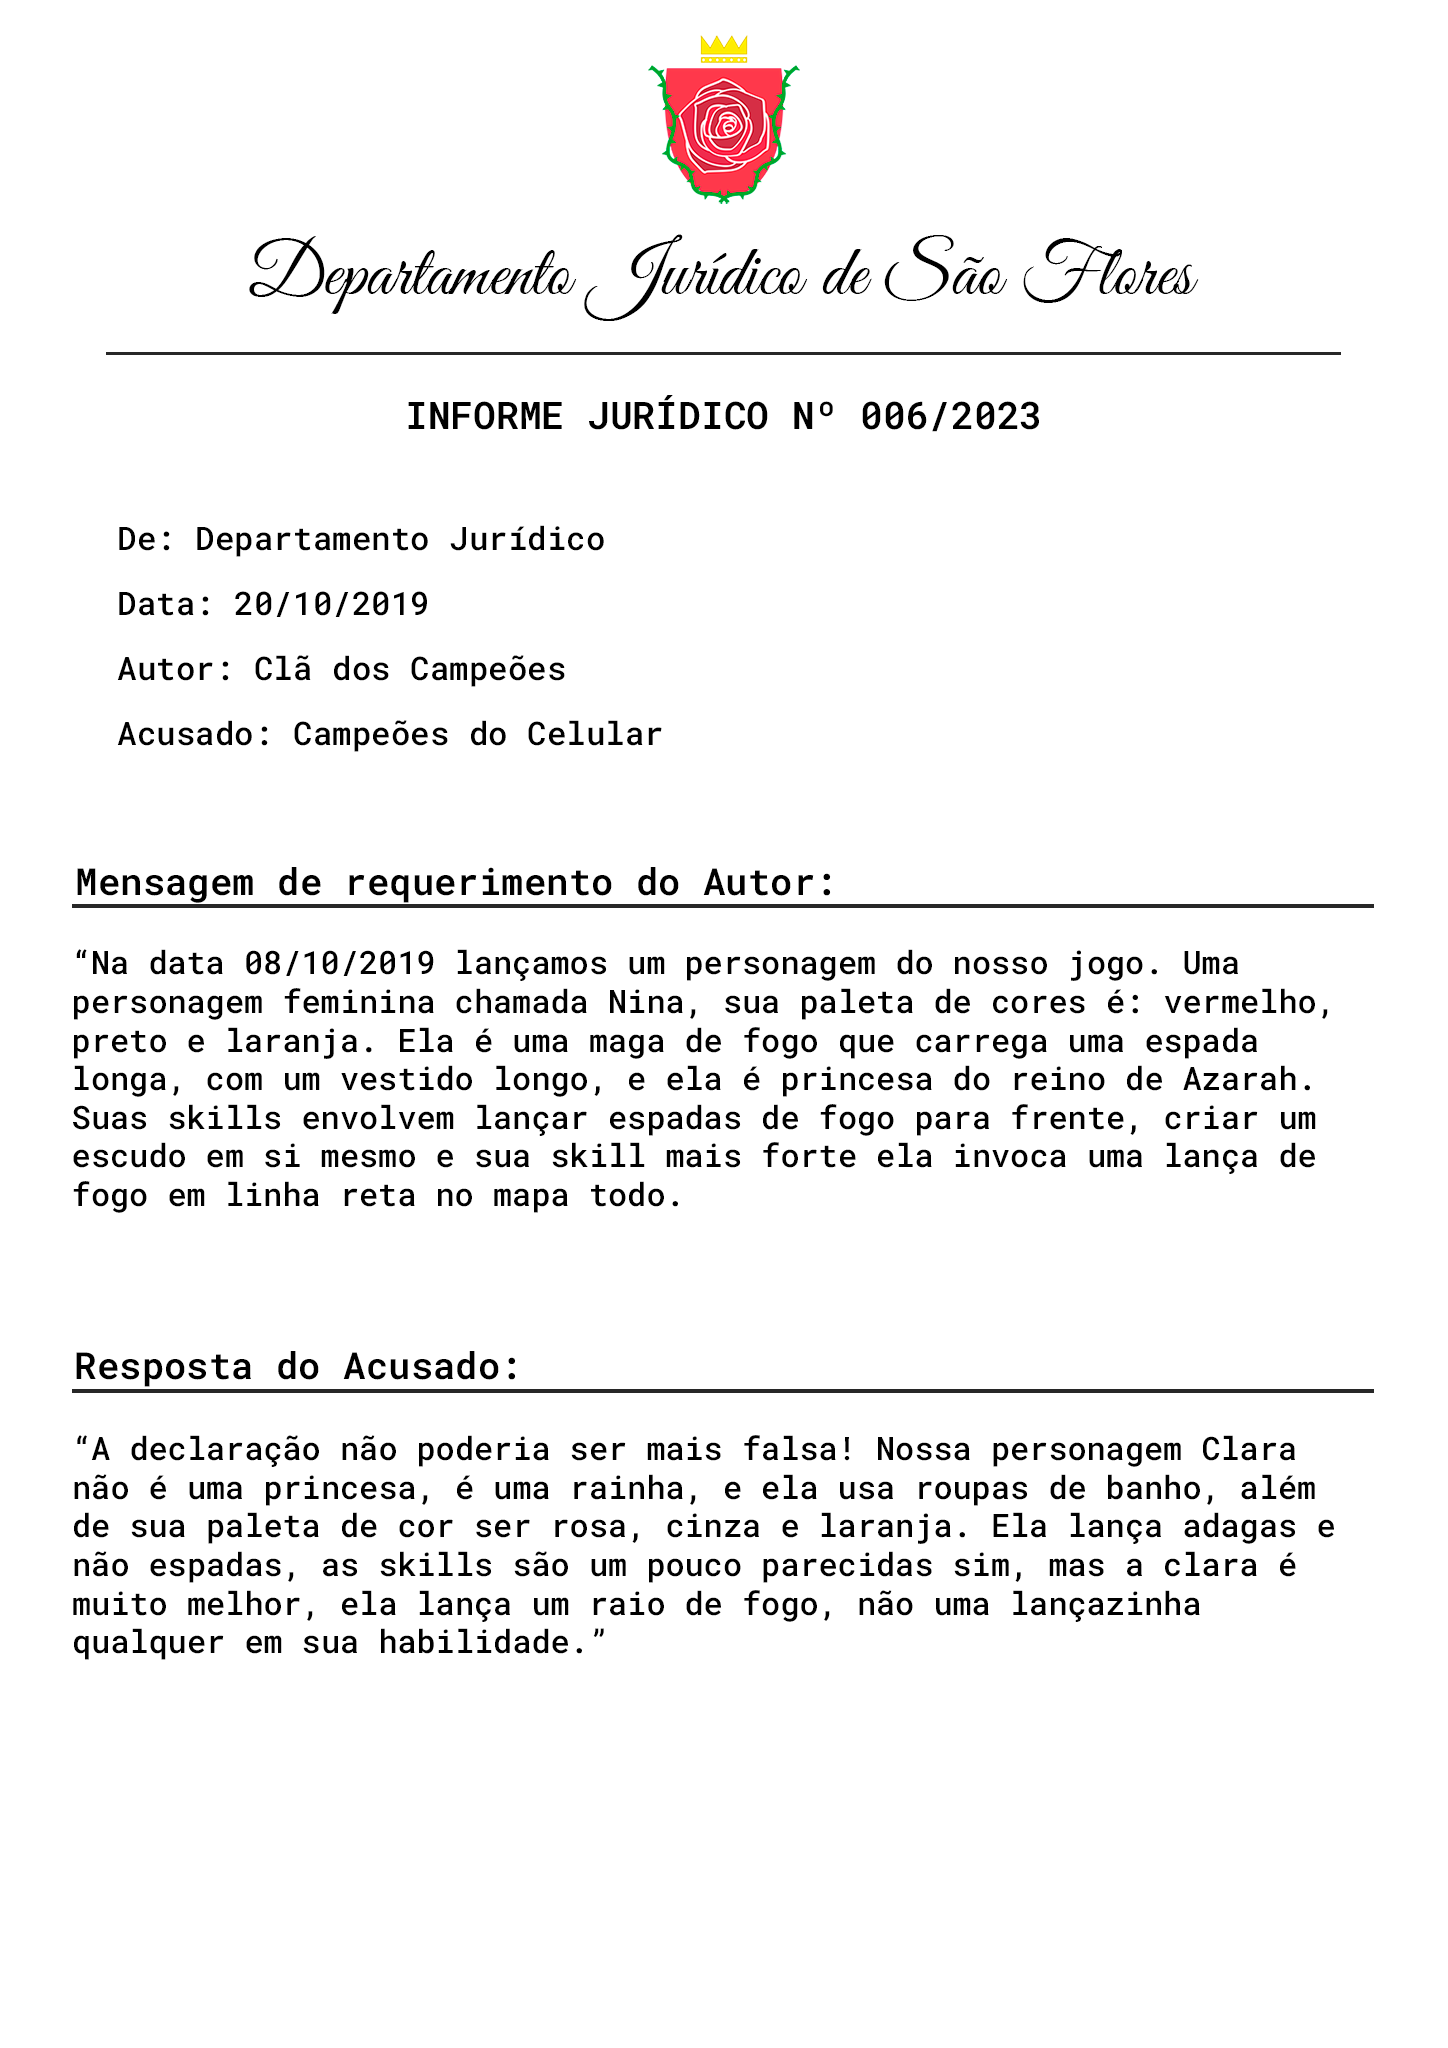 Departamento Jurídico de São Flores
INFORME JURÍDICO Nº 006/2023
De: Departamento Jurídico
Data: 20/10/2019
Autor: Clã dos Campeões
Acusado: Campeões do Celular
Mensagem de requerimento do Autor:
“Na data 08/10/2019 lançamos um personagem do nosso jogo. Uma
personagem feminina chamada Nina, sua paleta de cores é: vermelho,
preto e laranja. Ela é uma maga de fogo que carrega uma espada
longa, com um vestido longo, e ela é princesa do reino de Azarah.
Suas skills envolvem lançar espadas de fogo para frente, criar um
escudo em si mesmo e sua skill mais forte ela invoca uma lança de
fogo em linha reta no mapa todo.
Resposta do Acusado:
“A declaração não poderia ser mais falsa! Nossa personagem Clara
não é uma princesa, é uma rainha, e ela usa roupas de banho, além
de sua paleta de cor ser rosa, cinza e laranja. Ela lança adagas e
não espadas, as skills são um pouco parecidas sim, mas a clara é
muito melhor, ela lança um raio de fogo, não uma lançazinha
qualquer em sua habilidade.”